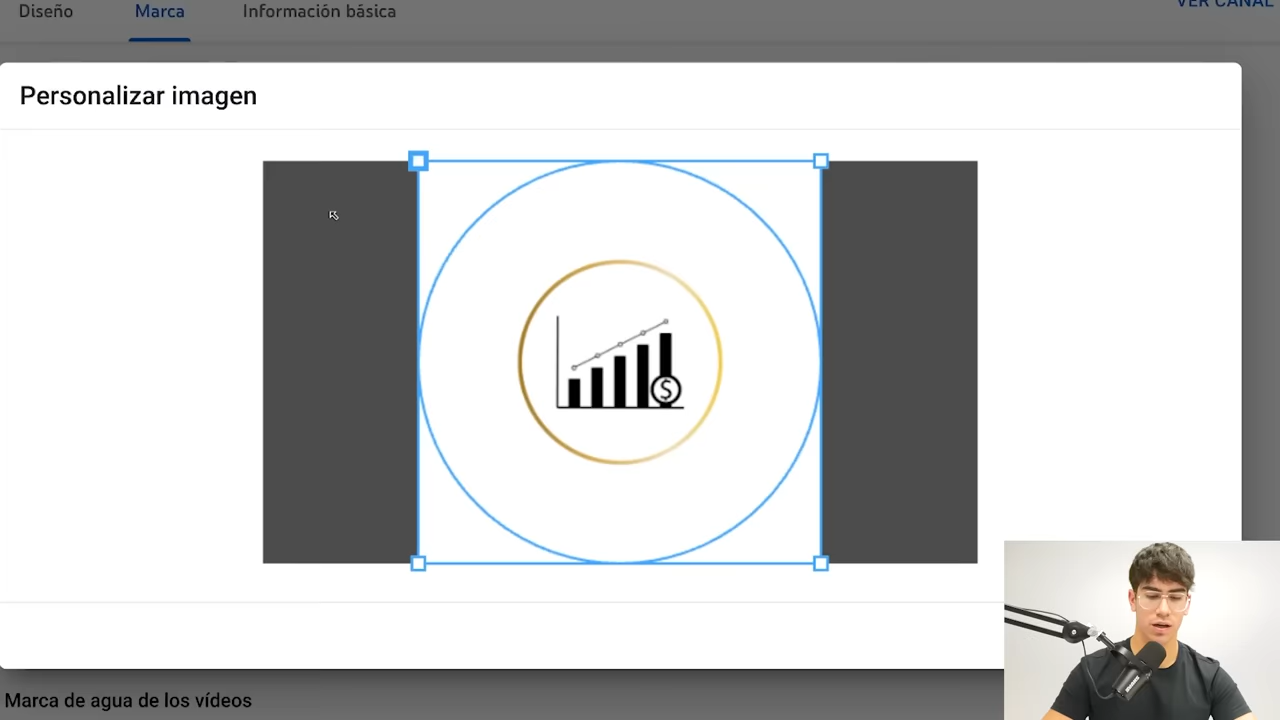 Diseño
Marca
Información básica
VER CANAL
Personalizar imagen
$
Marca de agua de los vídeos